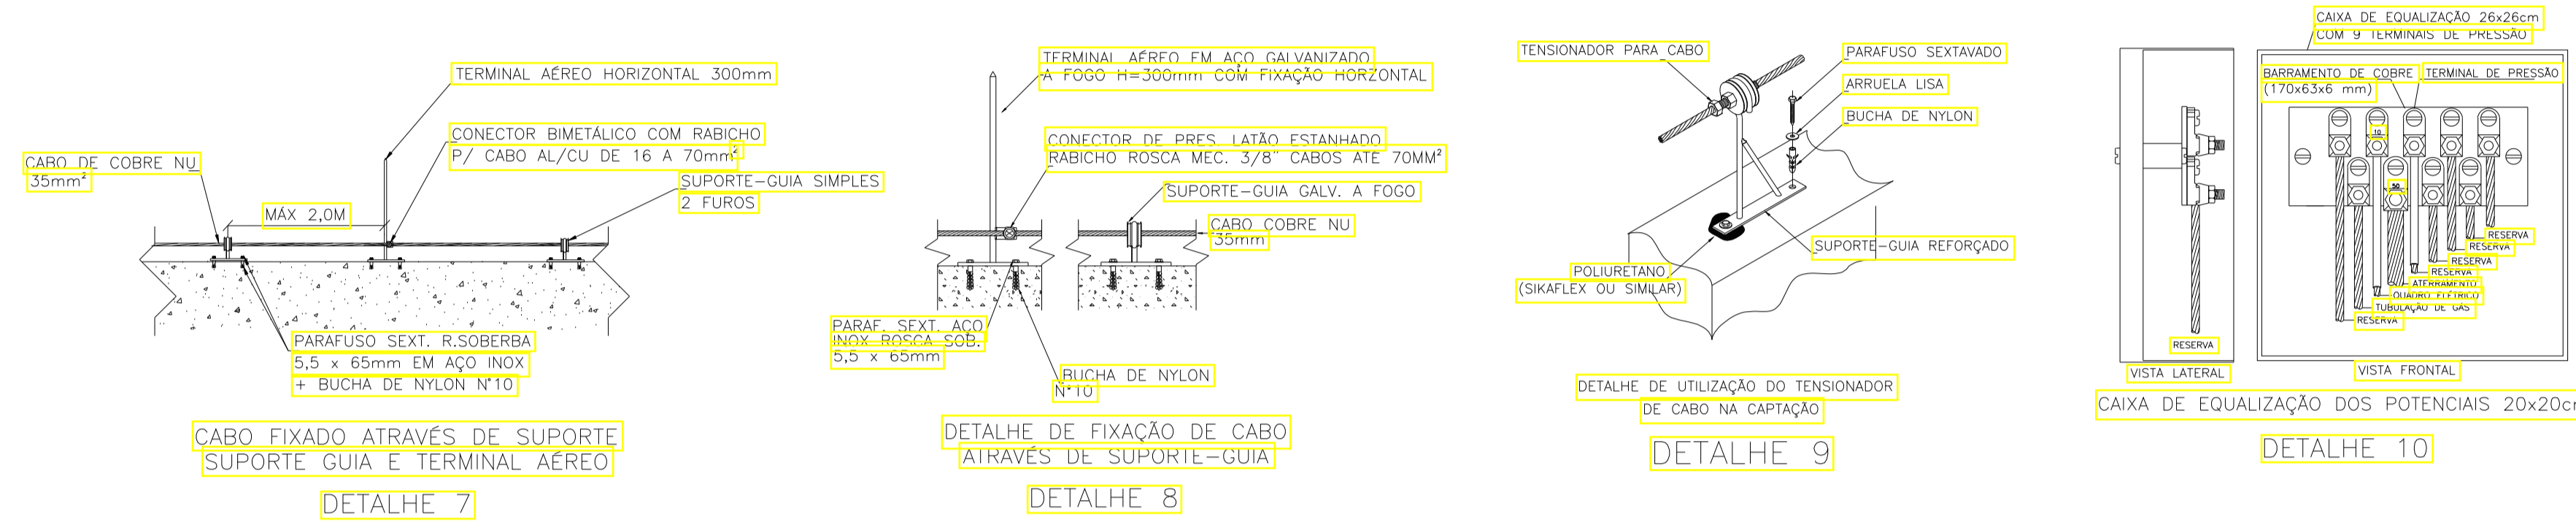 TERMINAL AÉREO HORIZONTAL 300mm
CONECTOR BIMETÁLICO COM RABICHO
P/ CABO AL/CU DE 16 A 70mm²
CABO DE COBRE NU
35mm²
SUPORTE-GUIA SIMPLES
2 FUROS
MÁX 2,0M
PARAFUSO SEXT. R.SOBERBA
5,5 x 65mm EM AÇO INOX
+ BUCHA DE NYLON N°10
CABO FIXADO ATRAVÉS DE SUPORTE
SUPORTE GUIA E TERMINAL AÉREO
DETALHE 7
TERMINAL AÉREO EM AÇO GALVANIZADO
A FOGO H=300mm COM FIXAÇÃO HORZONTAL
CONECTOR DE PRES. LATÃO ESTANHADO
RABICHO ROSCA MEC. 3/8" CABOS ATÉ 70MM²
SUPORTE-GUIA GALV. A FOGO
CABO COBRE NU
35mm
PARAF. SEXT. AÇO
INOX ROSCA SOB.
5,5 x 65mm
BUCHA DE NYLON
N°10
DETALHE DE FIXAÇÃO DE CABO
ATRAVÉS DE SUPORTE-GUIA
DETALHE 8
TENSIONADOR PARA CABO
PARAFUSO SEXTAVADO
ARRUELA LISA
BUCHA DE NYLON
SUPORTE-GUIA REFORÇADO
POLIURETANO
(SIKAFLEX OU SIMILAR)
DETALHE DE UTILIZAÇÃO DO TENSIONADOR
DE CABO NA CAPTAÇÃO
DETALHE 9
CAIXA DE EQUALIZAÇÃO 26x26cm
COM 9 TERMINAIS DE PRESSÃO
BARRAMENTO DE COBRE
(170x63x6 mm)
TERMINAL DE PRESSÃO
10
50
RESERVA
RESERVA
RESERVA
RESERVA
ATERRAMENTO
QUADRO ELÉTRICO
TUBULAÇÃO DE GÁS
RESERVA
RESERVA
VISTA LATERAL
VISTA FRONTAL
CAIXA DE EQUALIZAÇÃO DOS POTENCIAIS 20x20c
DETALHE 10